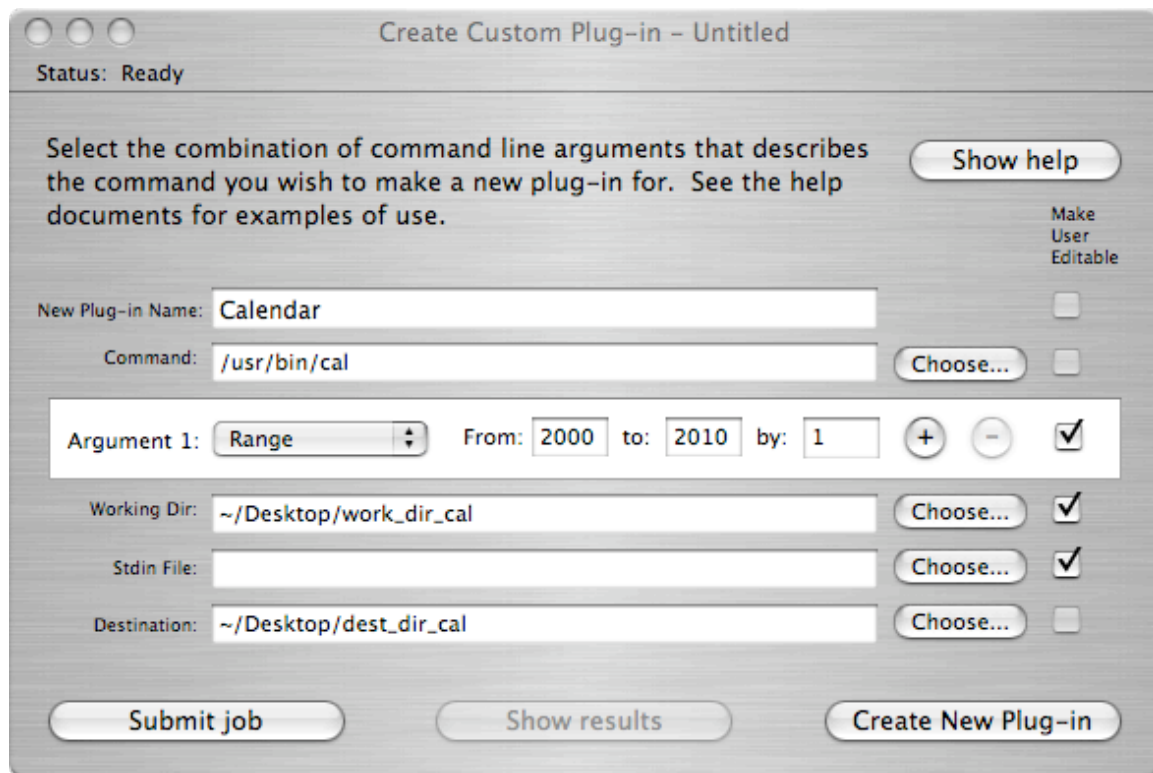 Create Custom Plug-in - Untitled
Status: Ready
Select the combination of command line arguments that describes
the command you wish to make a new plug-in for. See the help
documents for examples of use.
Show help
Make
User
Editable
New Plug-in Name: Calendar
Command: /usr/bin/cal Choose...
Argument 1: Range From: 2000 to: 2010 by: 1 + -
Working Dir: ~/Desktop/work_dir_cal Choose...
Stdin File: Choose...
Destination: ~/Desktop/dest_dir_cal Choose...
Submit job Show results Create New Plug-in